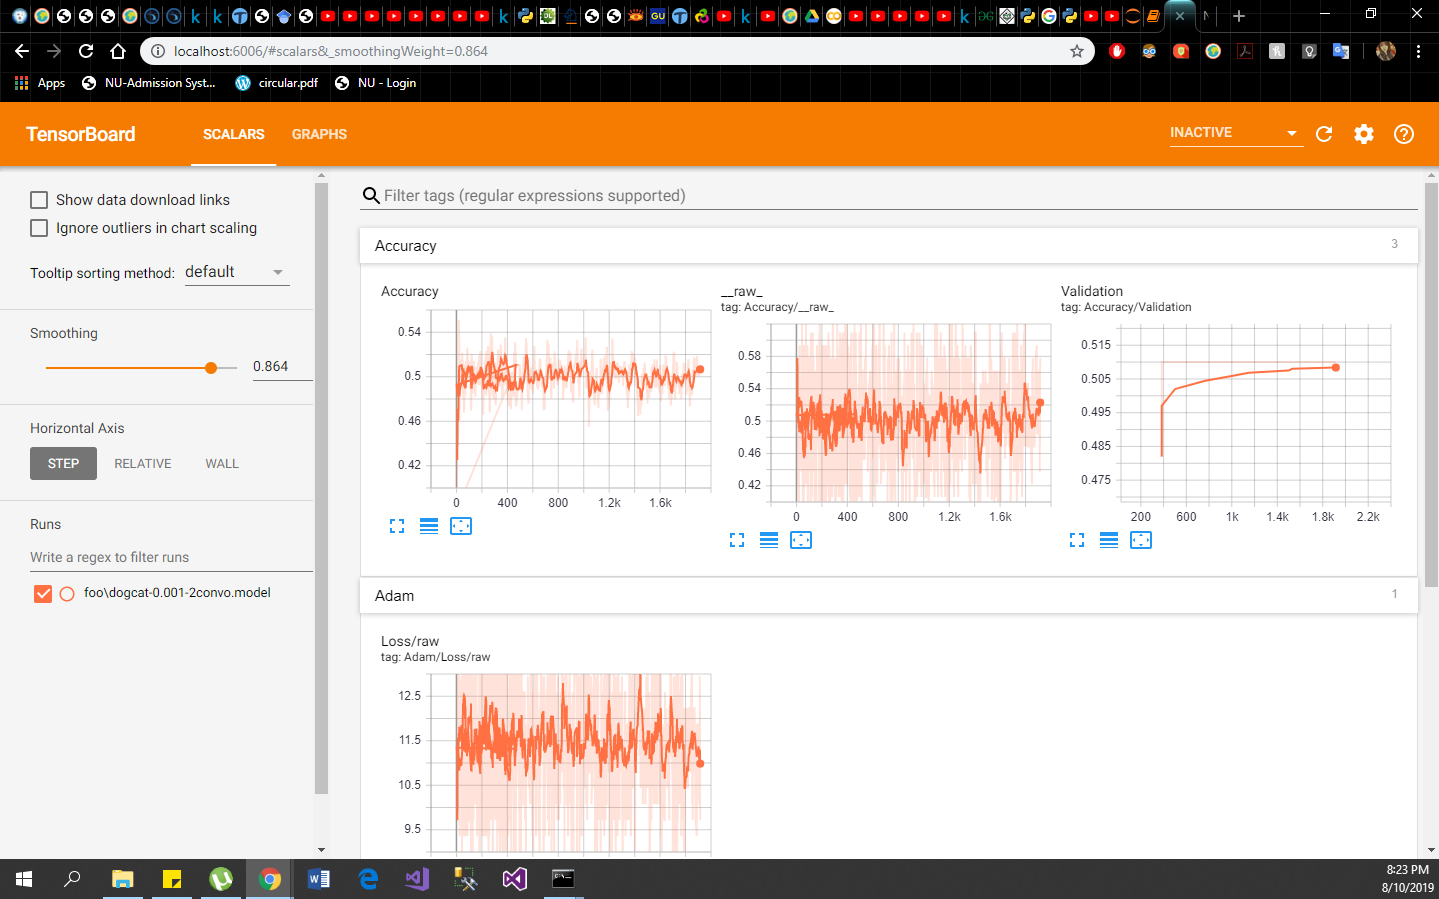 localhost:6006/#scalars&_smoothingWeight=0.864
Apps NU-Admission Syst... circular.pdf NU - Login
TensorBoard SCALARS GRAPHS INACTIVE
Show data download links
Ignore outliers in chart scaling
Tooltip sorting method: default
Smoothing
0.864
Horizontal Axis
STEP RELATIVE WALL
Runs
Write a regex to filter runs
foo\dogcat-0.001-2convo.model
Filter tags (regular expressions supported)
Accuracy 3
Accuracy
0.54
0.5
0.46
0.42
0 400 800 1.2k 1.6k
__raw_
tag: Accuracy/__raw_
0.58
0.54
0.5
0.46
0.42
0 400 800 1.2k 1.6k
Validation
tag: Accuracy/Validation
0.515
0.505
0.495
0.485
0.475
200 600 1k 1.4k 1.8k 2.2k
Adam 1
Loss/raw
tag: Adam/Loss/raw
12.5
11.5
10.5
9.5
8:23 PM
8/10/2019